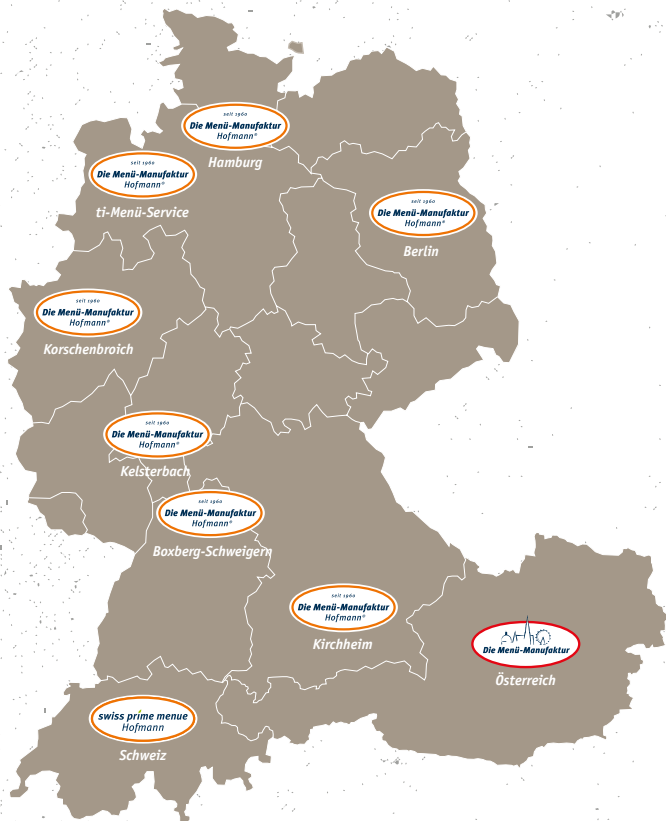 seit 1960
Die Menü-Manufaktur
Hofmann®
Hamburg
seit 1960
Die Menü-Manufaktur
Hofmann®
ti-Menü-Service
seit 1960
Die Menü-Manufaktur
Hofmann®
Berlin
seit 1960
Die Menü-Manufaktur
Hofmann®
Korschenbroich
seit 1960
Die Menü-Manufaktur
Hofmann®
Kelsterbach
seit 1960
Die Menü-Manufaktur
Hofmann®
Boxberg-Schweigern
seit 1960
Die Menü-Manufaktur
Hofmann®
Kirchheim
Die Menü-Manufaktur
Österreich
swiss prime menue
Hofmann
Schweiz